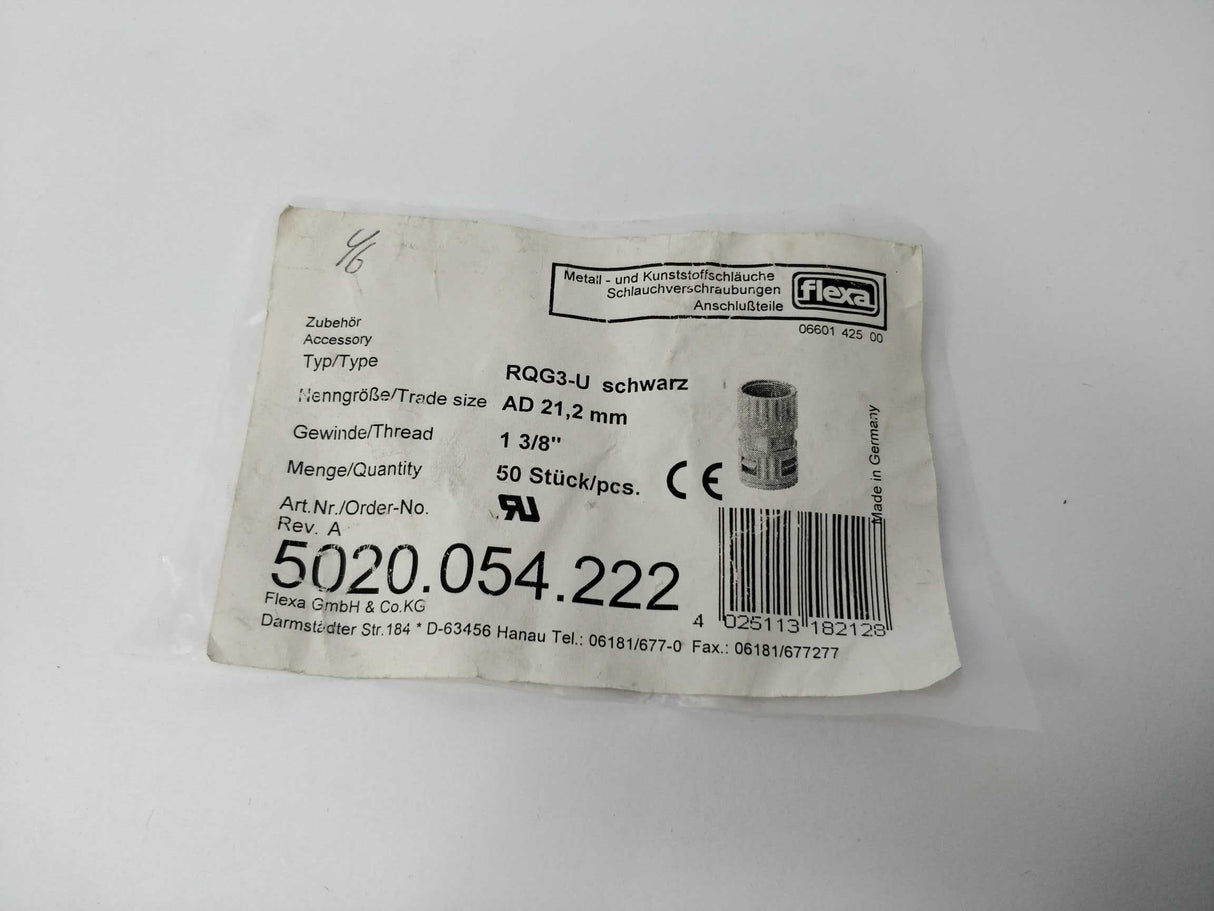 Metall - und Kunststoffschläuche
Schlauchverschraubungen
Anschlußteile
flexa
06601 425 00
Zubehör
Accessory
Typ/Type RQG3-U schwarz
Nenngröße/Trade size AD 21,2 mm
Gewinde/Thread 1 3/8"
Menge/Quantity 50 Stück/pcs. CE
Art.Nr./Order-No.
Rev. A
5020.054.222
Made in Germany
4 025113 182128
Flexa GmbH & Co.KG
Darmstädter Str.184 * D-63456 Hanau Tel.: 06181/677-0 Fax.: 06181/677277